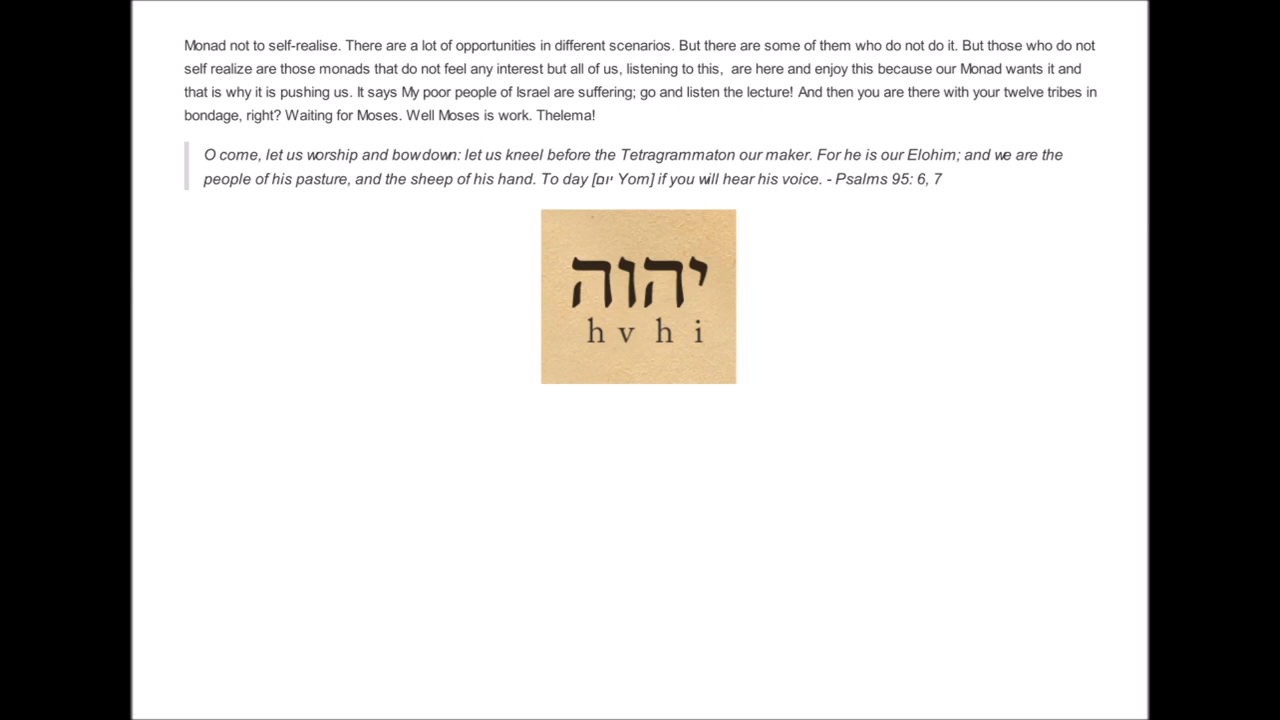 Monad not to self-realise. There are a lot of opportunities in different scenarios. But there are some of them who do not do it. But those who do not
self realize are those monads that do not feel any interest but all of us, listening to this,  are here and enjoy this because our Monad wants it and
that is why it is pushing us. It says My poor people of Israel are suffering; go and listen the lecture! And then you are there with your twelve tribes in
bondage, right? Waiting for Moses. Well Moses is work. Thelema!
O come, let us worship and bow down: let us kneel before the Tetragrammaton our maker. For he is our Elohim; and we are the
people of his pasture, and the sheep of his hand. To day [יום Yom] if you will hear his voice. - Psalms 95: 6, 7
יהוה
h v h i